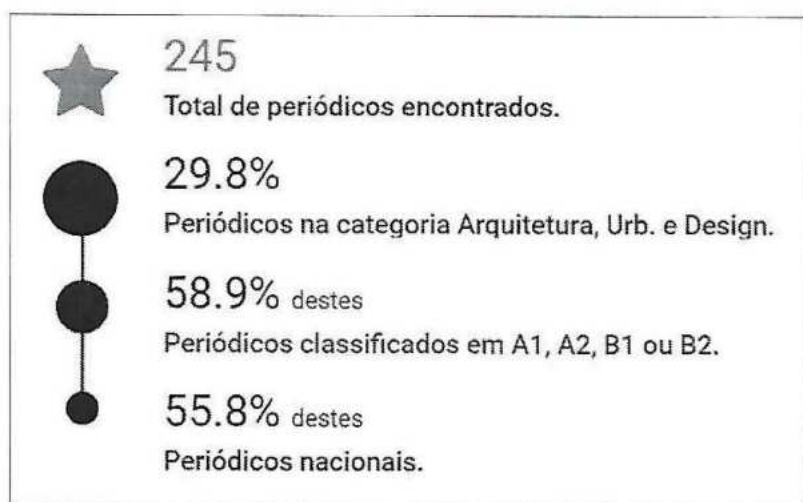 245
Total de periódicos encontrados.
29.8%
Periódicos na categoria Arquitetura, Urb. e Design.
58.9% destes
Periódicos classificados em A1, A2, B1 ou B2.
55.8% destes
Periódicos nacionais.